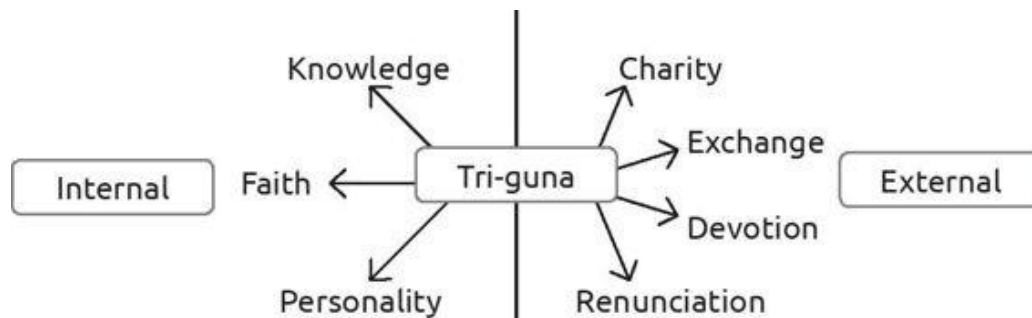 Knowledge
Charity
Exchange
Internal
Faith
Tri-guna
External
Devotion
Personality
Renunciation